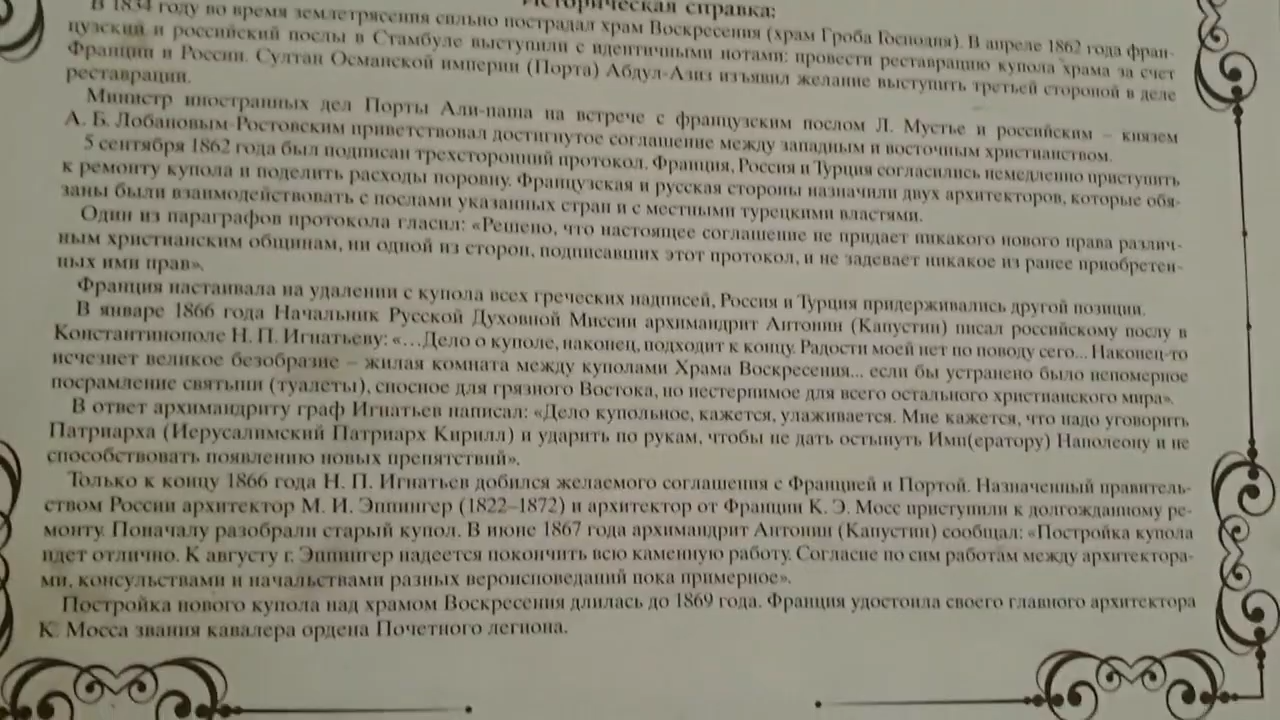 Историческая справка:
В 1834 году во время землетрясения сильно пострадал храм Воскресения (храм Гроба Господня). В апреле 1862 года фран-
цузский и российский послы в Стамбуле выступили с идентичными нотами: провести реставрацию купола храма за счет
Франции и России. Султан Османской империи (Порта) Абдул-Азиз изъявил желание выступить третьей стороной в деле
реставрации.
Министр иностранных дел Порты Али-паша на встрече с французским послом Л. Мустье и российским – князем
А. Б. Лобановым-Ростовским приветствовал достигнутое соглашение между западным и восточным христианством.
5 сентября 1862 года был подписан трехсторонний протокол. Франция, Россия и Турция согласились немедленно приступить
к ремонту купола и поделить расходы поровну. Французская и русская стороны назначили двух архитекторов, которые обя-
заны были взаимодействовать с послами указанных стран и с местными турецкими властями.
Один из параграфов протокола гласил: «Решено, что настоящее соглашение не придает никакого нового права различ-
ным христианским общинам, ни одной из сторон, подписавших этот протокол, и не задевает никакое из ранее приобретен-
ных ими прав».
Франция настаивала на удалении с купола всех греческих надписей, Россия и Турция придерживались другой позиции.
В январе 1866 года Начальник Русской Духовной Миссии архимандрит Антонин (Капустин) писал российскому послу в
Константинополе Н. П. Игнатьеву: «…Дело о куполе, наконец, подходит к концу. Радости моей нет по поводу сего... Наконец-то
исчезнет великое безобразие – жилая комната между куполами Храма Воскресения... если бы устранено было непомерное
посрамление святыни (туалеты), сносное для грязного Востока, но нестерпимое для всего остального христианского мира».
В ответ архимандриту граф Игнатьев написал: «Дело купольное, кажется, улаживается. Мне кажется, что надо уговорить
Патриарха (Иерусалимский Патриарх Кирилл) и ударить по рукам, чтобы не дать остынуть Имп(ератору) Наполеону и не
способствовать появлению новых препятствий».
Только к концу 1866 года Н. П. Игнатьев добился желаемого соглашения с Францией и Портой. Назначенный правитель-
ством России архитектор М. И. Эппингер (1822–1872) и архитектор от Франции К. Э. Мосс приступили к долгожданному ре-
монту. Поначалу разобрали старый купол. В июне 1867 года архимандрит Антонин (Капустин) сообщал: «Постройка купола
идет отлично. К августу г. Эппингер надеется покончить всю каменную работу. Согласие по сим работам между архитектора-
ми, консульствами и начальствами разных вероисповеданий пока примерное».
Постройка нового купола над храмом Воскресения длилась до 1869 года. Франция удостоила своего главного архитектора
К. Мосса звания кавалера ордена Почетного легиона.